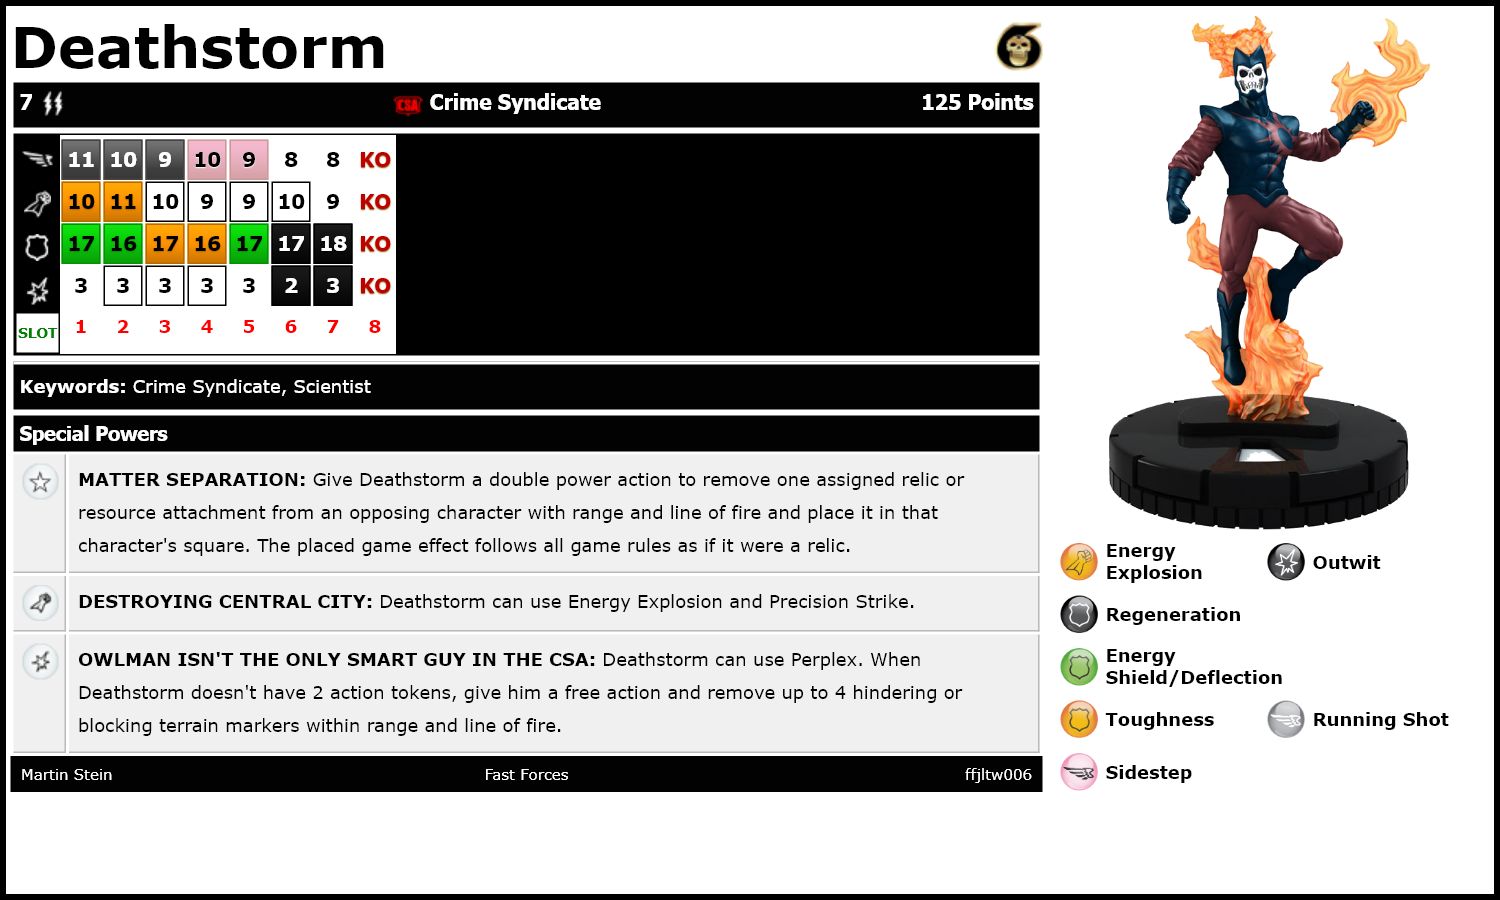 Deathstorm
7 CSA Crime Syndicate 125 Points
11 10 9 10 9 8 8 KO
10 11 10 9 9 10 9 KO
17 16 17 16 17 17 18 KO
3 3 3 3 3 2 3 KO
SLOT 1 2 3 4 5 6 7 8
Keywords: Crime Syndicate, Scientist
Special Powers
MATTER SEPARATION: Give Deathstorm a double power action to remove one assigned relic or
resource attachment from an opposing character with range and line of fire and place it in that
character's square. The placed game effect follows all game rules as if it were a relic.
DESTROYING CENTRAL CITY: Deathstorm can use Energy Explosion and Precision Strike.
OWLMAN ISN'T THE ONLY SMART GUY IN THE CSA: Deathstorm can use Perplex. When
Deathstorm doesn't have 2 action tokens, give him a free action and remove up to 4 hindering or
blocking terrain markers within range and line of fire.
Martin Stein Fast Forces ffjltw006
Energy
Explosion
Outwit
Regeneration
Energy
Shield/Deflection
Toughness
Running Shot
Sidestep